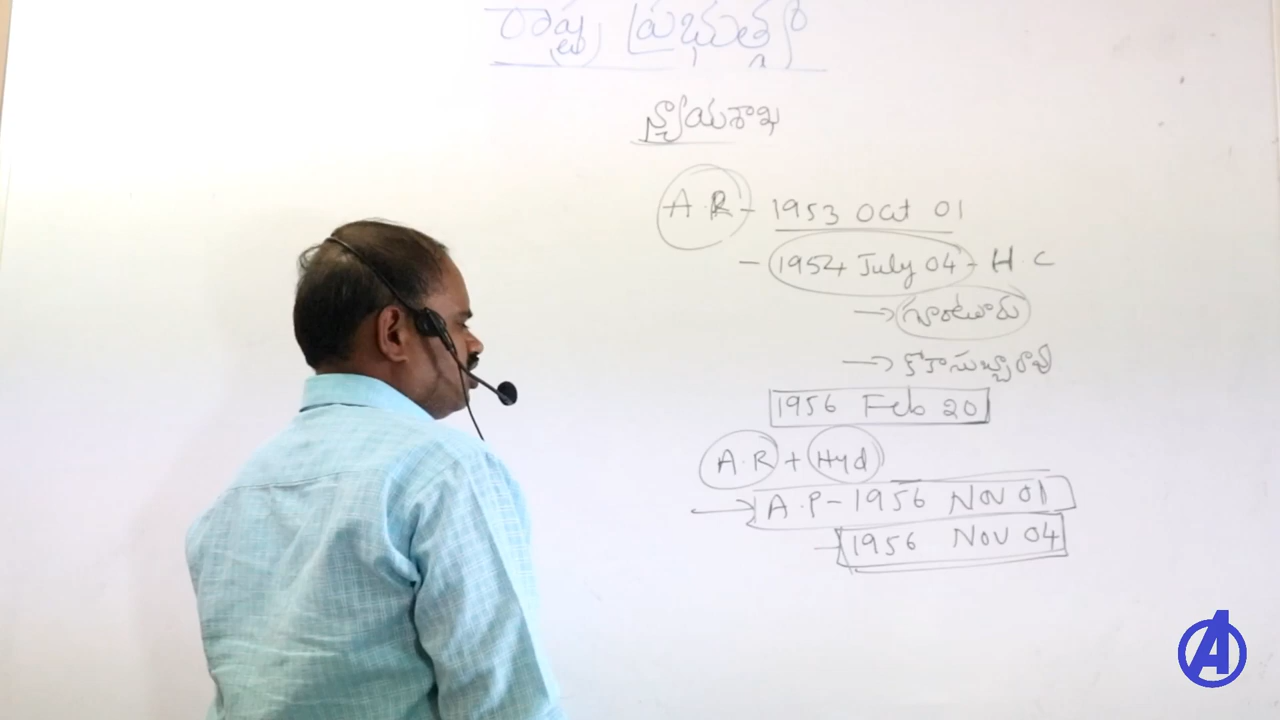 రాష్ట్ర ప్రభుత్వం
న్యాయశాఖ
A.R - 1953 Oct 01
- 1954 July 04 - H.C
→ గుంటూరు
→ కోకాసుబ్బారావు
1956 Feb 20
A.R + Hyd
→ A.P - 1956 Nov 01
→ 1956 Nov 04
A